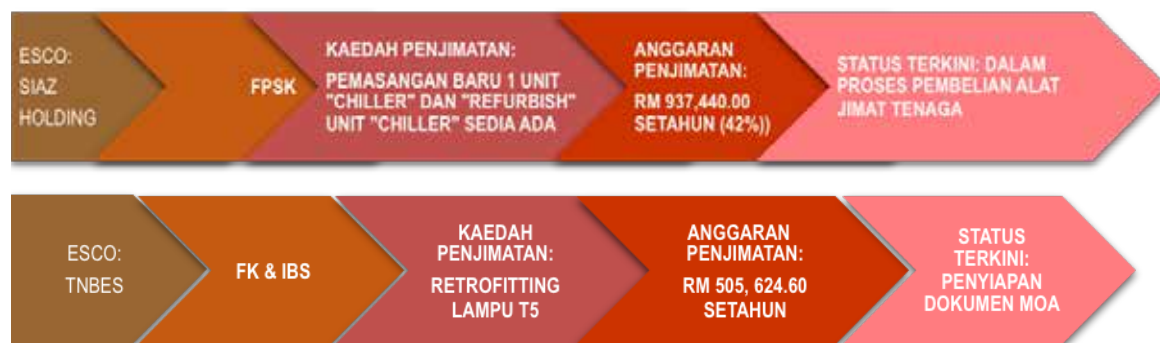 ESCO:
SIAZ
HOLDING
FPSK
KAEDAH PENJIMATAN:
PEMASANGAN BARU 1 UNIT
"CHILLER" DAN "REFURBISH"
UNIT "CHILLER" SEDIA ADA
ANGGARAN
PENJIMATAN:
RM 937,440.00
SETAHUN (42%))
STATUS TERKINI: DALAM
PROSES PEMBELIAN ALAT
JIMAT TENAGA
ESCO:
TNBES
FK & IBS
KAEDAH
PENJIMATAN:
RETROFITTING
LAMPU T5
ANGGARAN
PENJIMATAN:
RM 505, 624.60
SETAHUN
STATUS
TERKINI:
PENYIAPAN
DOKUMEN MOA